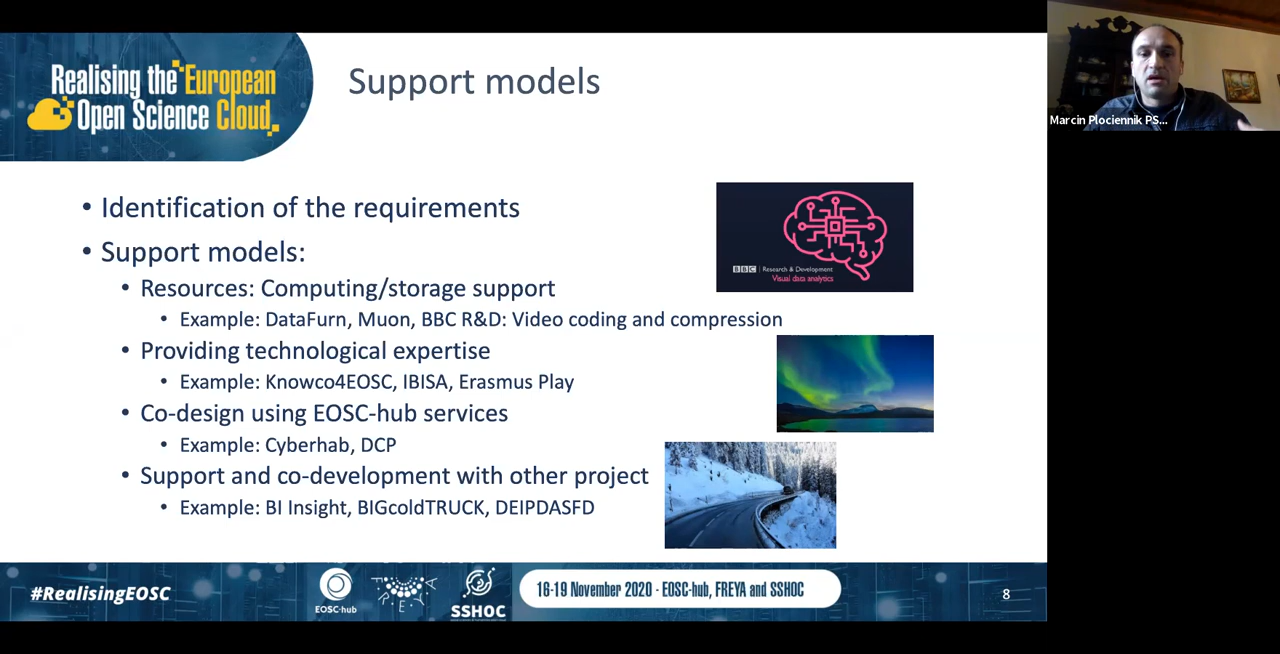 Realising the European
Open Science Cloud
Support models
Marcin Plociennik PS...
• Identification of the requirements
• Support models:
• Resources: Computing/storage support
• Example: DataFurn, Muon, BBC R&D: Video coding and compression
• Providing technological expertise
• Example: Knowco4EOSC, IBISA, Erasmus Play
• Co-design using EOSC-hub services
• Example: Cyberhab, DCP
• Support and co-development with other project
• Example: BI Insight, BIGcoldTRUCK, DEIPDASFD
BBC | Research & Development
Visual data analytics
#RealisingEOSC
EOSC-hub
FREYA
SSHOC
16-19 November 2020 - EOSC-hub, FREYA and SSHOC
8